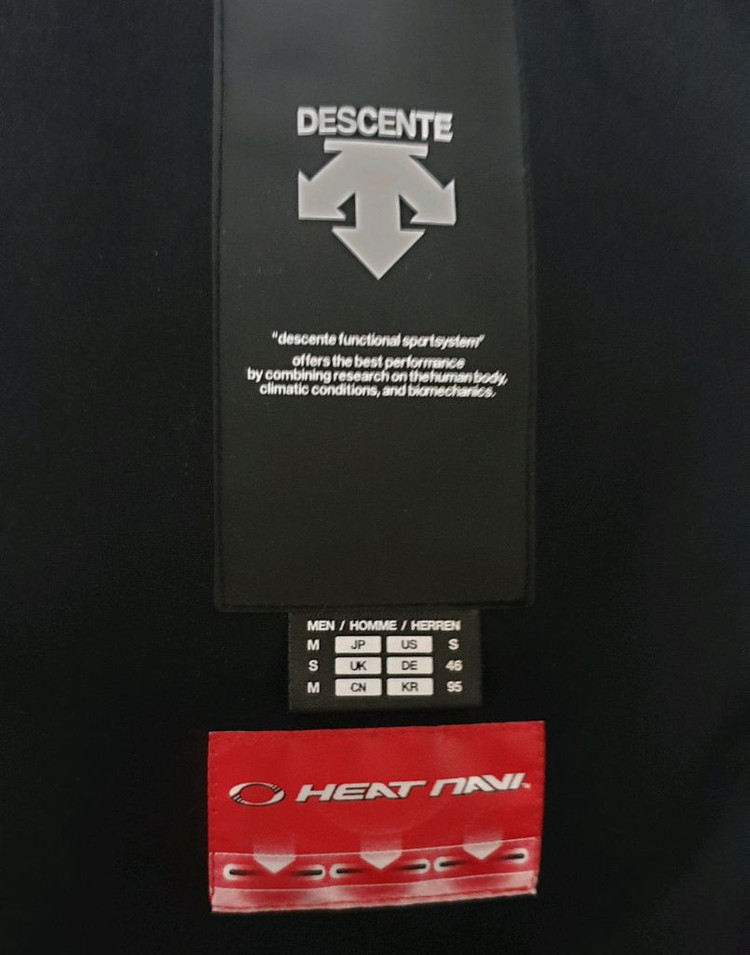 DESCENTE
"descente functional sportsystem"
offers the best performance
by combining research on the human body,
climatic conditions, and biomechanics.
MEN / HOMME / HERREN
M JP US S
S UK DE 46
M CN KR 95
HEAT NAVI